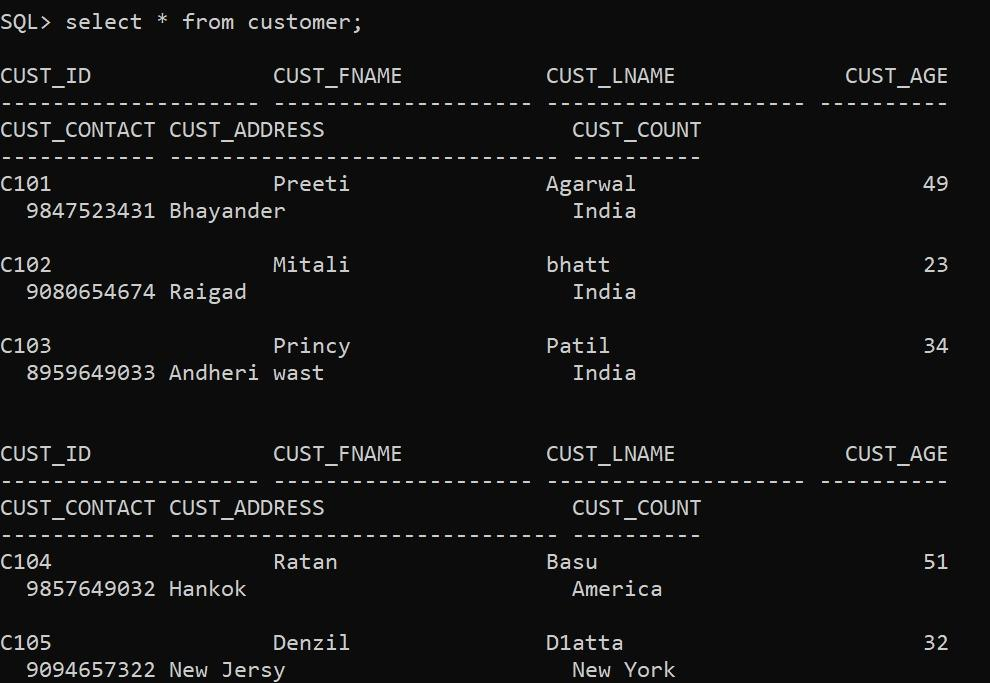 SQL> select * from customer;
CUST_ID CUST_FNAME CUST_LNAME CUST_AGE
-------------------- -------------------- -------------------- ----------
CUST_CONTACT CUST_ADDRESS CUST_COUNT
------------ ------------------------------ ----------
C101 Preeti Agarwal 49
9847523431 Bhayander India
C102 Mitali bhatt 23
9080654674 Raigad India
C103 Princy Patil 34
8959649033 Andheri wast India
CUST_ID CUST_FNAME CUST_LNAME CUST_AGE
-------------------- -------------------- -------------------- ----------
CUST_CONTACT CUST_ADDRESS CUST_COUNT
------------ ------------------------------ ----------
C104 Ratan Basu 51
9857649032 Hankok America
C105 Denzil D1atta 32
9094657322 New Jersy New York